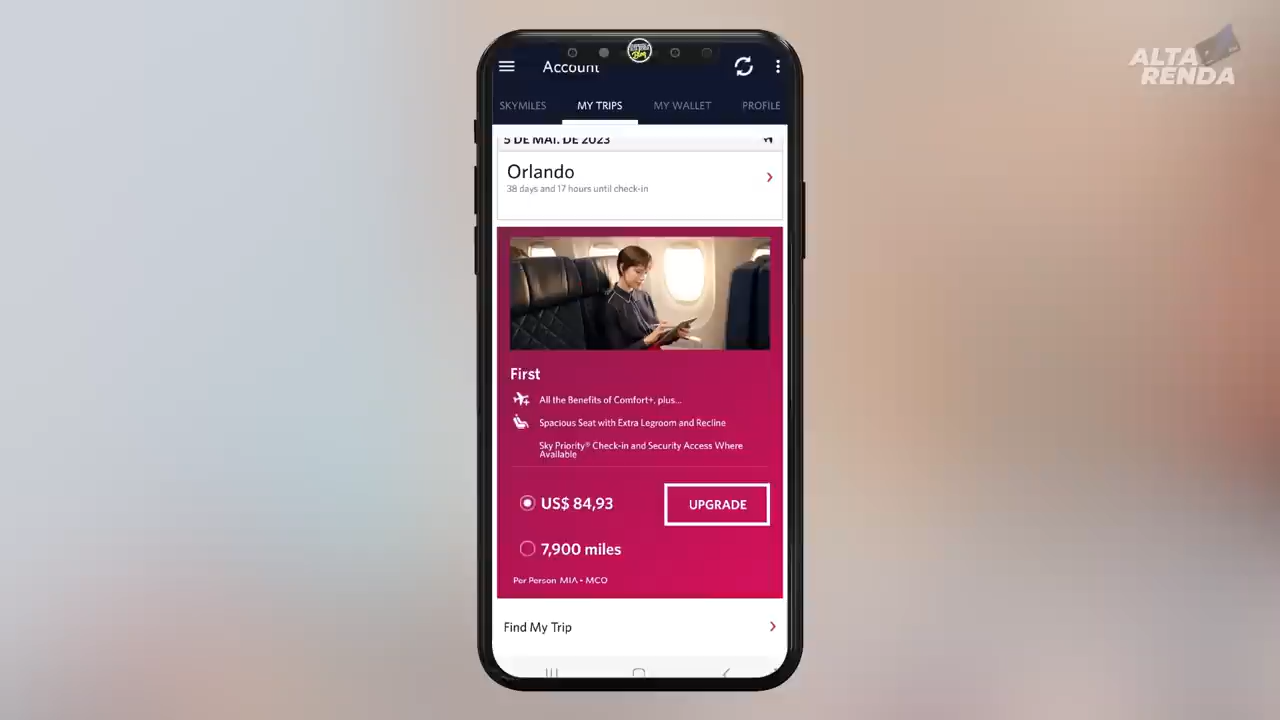 ALTA
RENDA
Account
SKYMILES
MY TRIPS
MY WALLET
PROFILE
5 DE MAI. DE 2023
Orlando
38 days and 17 hours until check-in
First
All the Benefits of Comfort+, plus...
Spacious Seat with Extra Legroom and Recline
Sky Priority® Check-in and Security Access Where
Available
US$ 84,93
UPGRADE
7,900 miles
Per Person MIA - MCO
Find My Trip